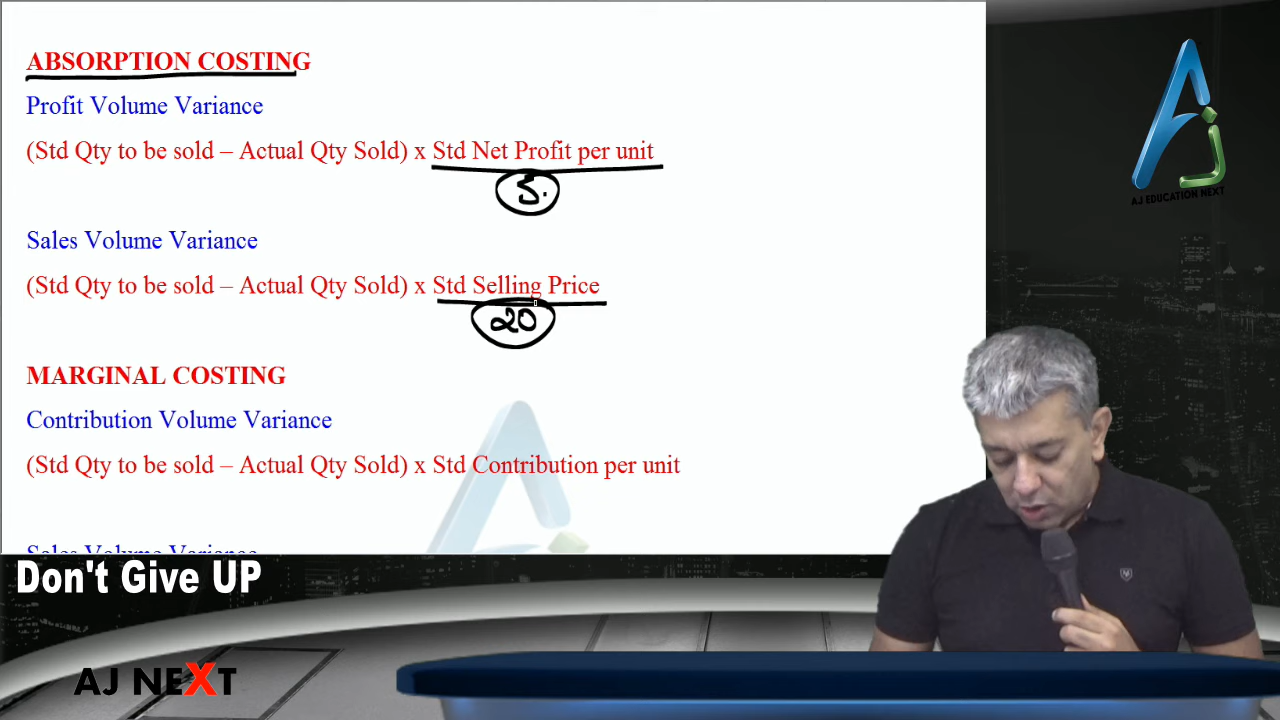 ABSORPTION COSTING
Profit Volume Variance
(Std Qty to be sold – Actual Qty Sold) x Std Net Profit per unit
5.
Sales Volume Variance
(Std Qty to be sold – Actual Qty Sold) x Std Selling Price
20
MARGINAL COSTING
Contribution Volume Variance
(Std Qty to be sold – Actual Qty Sold) x Std Contribution per unit
Sales Volume Variance
AJ EDUCATION NEXT
Don't Give UP
AJ NEXT